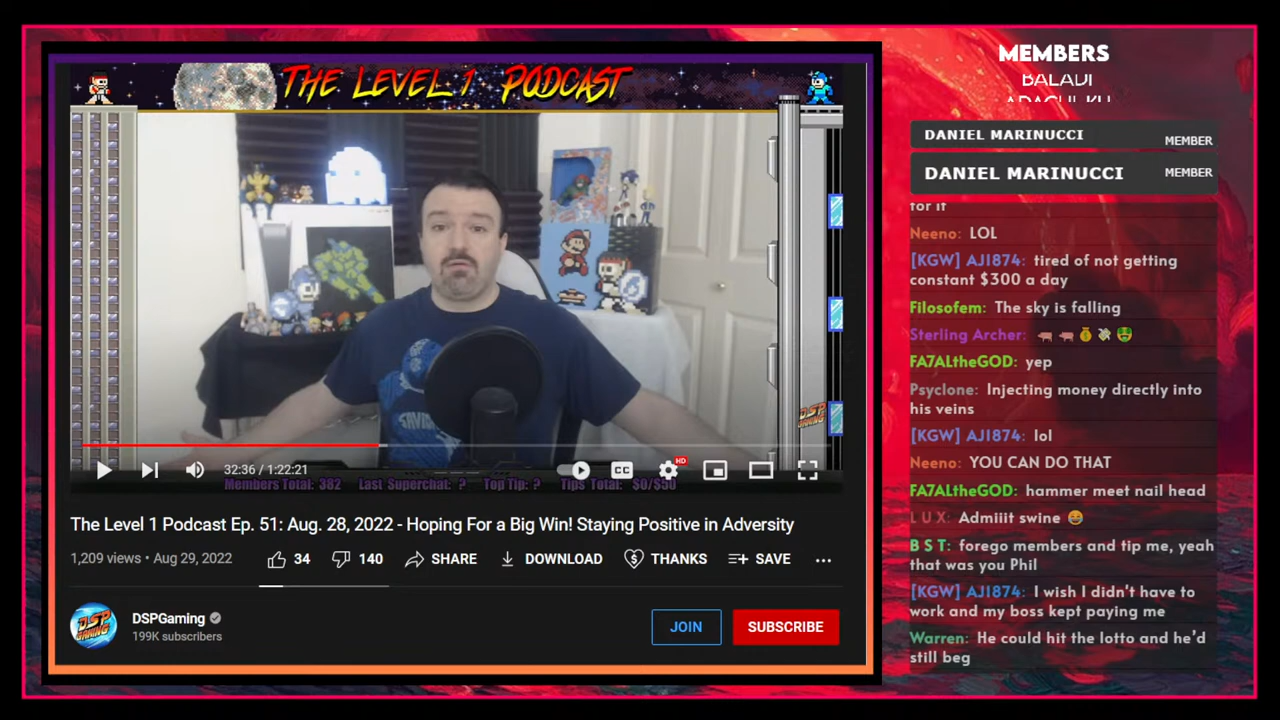 THE LEVEL 1 PODCAST
32:36 / 1:22:21
CC
HD
Members Total: 382 Last Superchat: ? Top Tip: ? Tips Total: $0/$50
The Level 1 Podcast Ep. 51: Aug. 28, 2022 - Hoping For a Big Win! Staying Positive in Adversity
1,209 views • Aug 29, 2022
34
140
SHARE
DOWNLOAD
THANKS
SAVE
DSP GAMING
DSPGaming
199K subscribers
JOIN
SUBSCRIBE
MEMBERS
BALADI
DANIEL MARINUCCI MEMBER
DANIEL MARINUCCI MEMBER
for it
Neeno: LOL
[KGW] AJ1874: tired of not getting
constant $300 a day
Filosofem: The sky is falling
Sterling Archer: 🐖 🐖 💰 💸 🤑
FA7ALtheGOD: yep
Psyclone: Injecting money directly into
his veins
[KGW] AJ1874: lol
Neeno: YOU CAN DO THAT
FA7ALtheGOD: hammer meet nail head
L U X: Admiiit swine 😅
B S T: forego members and tip me, yeah
that was you Phil
[KGW] AJ1874: I wish I didn't have to
work and my boss kept paying me
Warren: He could hit the lotto and he'd
still beg